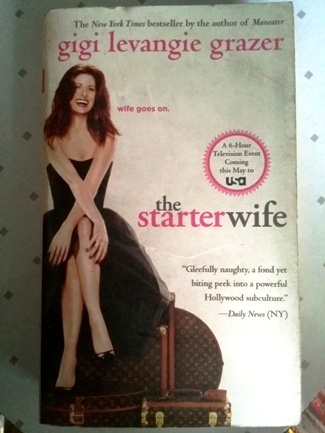 The New York Times bestseller by the author of Maneater
gigi levangie grazer
wife goes on.
A 6-Hour
Television Event
Coming
this May to
USA
the
starterwife
"Gleefully naughty, a fond yet
biting peek into a powerful
Hollywood subculture."
—Daily News (NY)